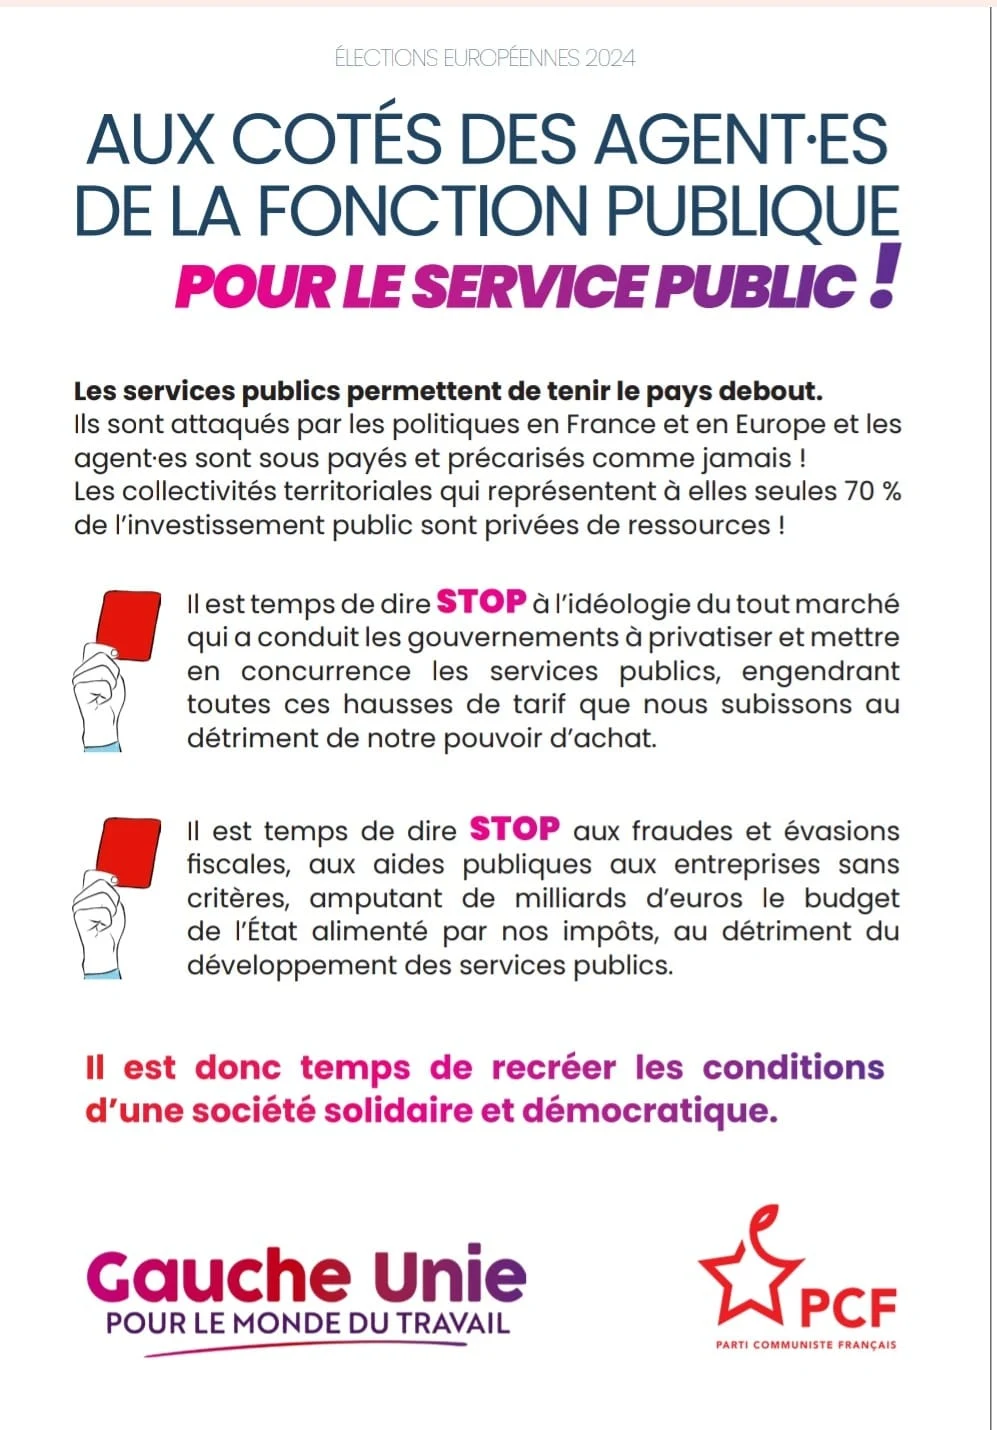 ÉLECTIONS EUROPÉENNES 2024
AUX COTÉS DES AGENT·ES
DE LA FONCTION PUBLIQUE
POUR LE SERVICE PUBLIC !
Les services publics permettent de tenir le pays debout.
Ils sont attaqués par les politiques en France et en Europe et les
agent·es sont sous payés et précarisés comme jamais !
Les collectivités territoriales qui représentent à elles seules 70 %
de l’investissement public sont privées de ressources !
Il est temps de dire STOP à l’idéologie du tout marché
qui a conduit les gouvernements à privatiser et mettre
en concurrence les services publics, engendrant
toutes ces hausses de tarif que nous subissons au
détriment de notre pouvoir d’achat.
Il est temps de dire STOP aux fraudes et évasions
fiscales, aux aides publiques aux entreprises sans
critères, amputant de milliards d’euros le budget
de l’État alimenté par nos impôts, au détriment du
développement des services publics.
Il est donc temps de recréer les conditions
d’une société solidaire et démocratique.
Gauche Unie
POUR LE MONDE DU TRAVAIL
PCF
PARTI COMMUNISTE FRANÇAIS